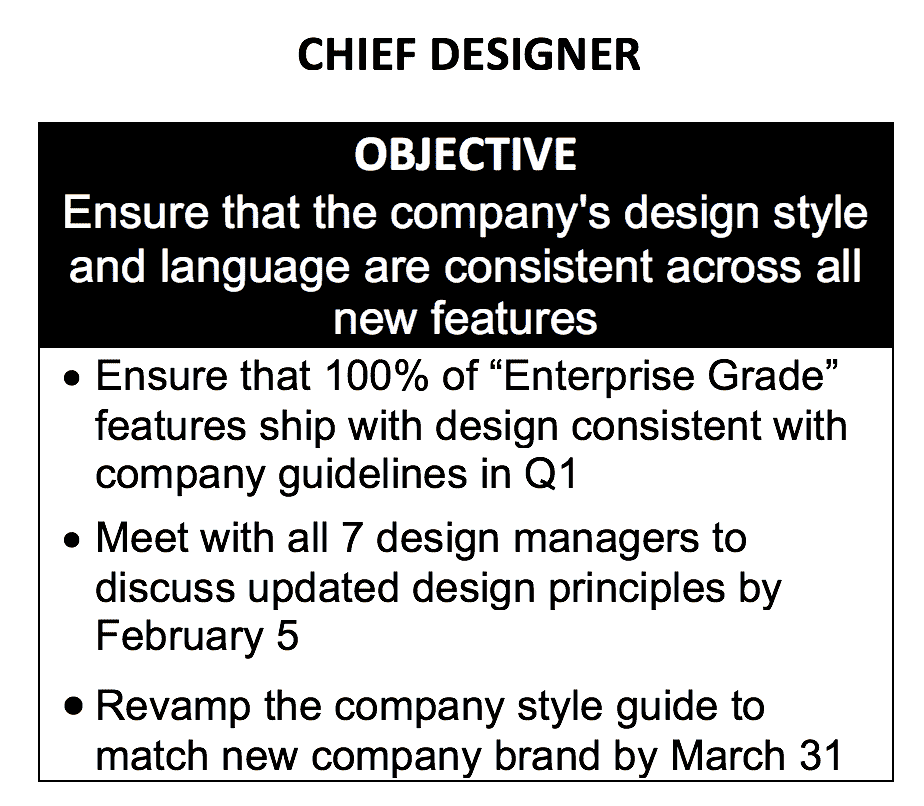 CHIEF DESIGNER
OBJECTIVE
Ensure that the company's design style
and language are consistent across all
new features
• Ensure that 100% of “Enterprise Grade”
features ship with design consistent with
company guidelines in Q1
• Meet with all 7 design managers to
discuss updated design principles by
February 5
• Revamp the company style guide to
match new company brand by March 31